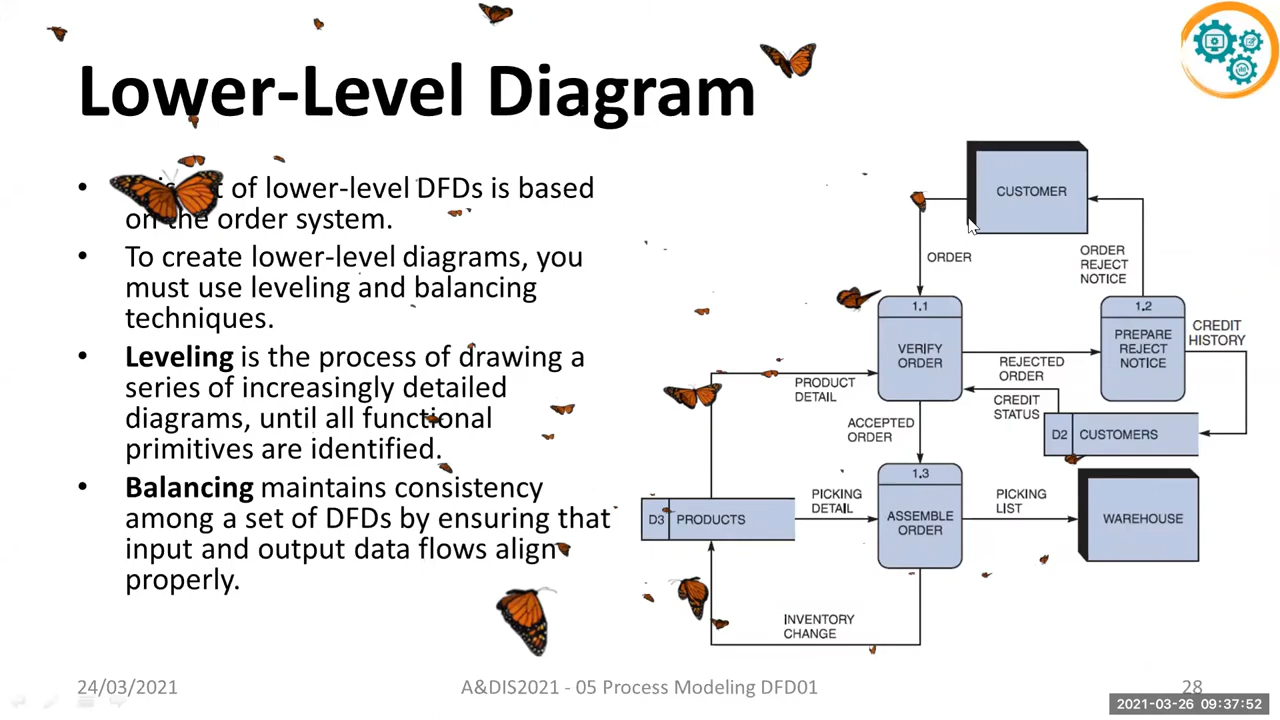 Lower-Level Diagram
• of lower-level DFDs is based
on the order system.
• To create lower-level diagrams, you
must use leveling and balancing
techniques.
• Leveling is the process of drawing a
series of increasingly detailed
diagrams, until all functional
primitives are identified.
• Balancing maintains consistency
among a set of DFDs by ensuring that
input and output data flows align
properly.
CUSTOMER
ORDER
ORDER
REJECT
NOTICE
1.1
VERIFY
ORDER
1.2
PREPARE
REJECT
NOTICE
CREDIT
HISTORY
REJECTED
ORDER
PRODUCT
DETAIL
CREDIT
STATUS
ACCEPTED
ORDER
D2 CUSTOMERS
1.3
ASSEMBLE
ORDER
PICKING
DETAIL
PICKING
LIST
D3 PRODUCTS
WAREHOUSE
INVENTORY
CHANGE
24/03/2021
A&DIS2021 - 05 Process Modeling DFD01
28
2021-03-26 09:37:52